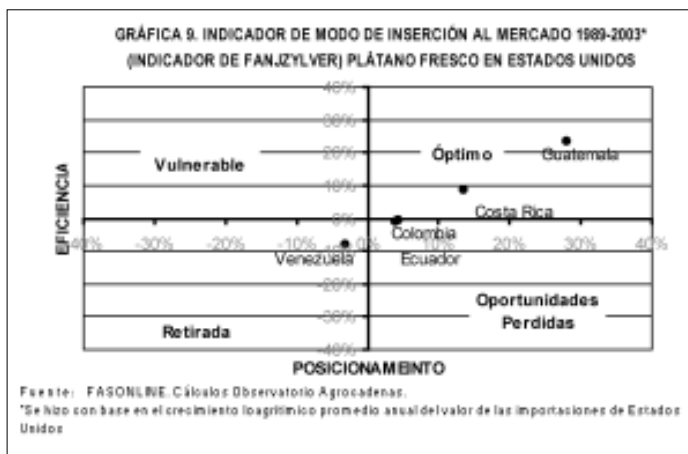 GRÁFICA 9. INDICADOR DE MODO DE INSERCIÓN AL MERCADO 1989-2003*
(INDICADOR DE FANJZYLVER) PLÁTANO FRESCO EN ESTADOS UNIDOS
EFICIENCIA
40%
30%
20%
10%
0%
-10%
-20%
-30%
-40%
Vulnerable
Óptimo
Guatemala
Costa Rica
-40% -30% -20% -10% 0% 10% 20% 30% 40%
Colombia
Venezuela
Ecuador
Retirada
Oportunidades
Perdidas
POSICIONAMEINTO
Fuente: FASONLINE. Cálculos Observatorio Agrocadenas.
*Se hizo con base en el crecimiento loagrítmico promedio anual del valor de las importaciones de Estados
Unidos